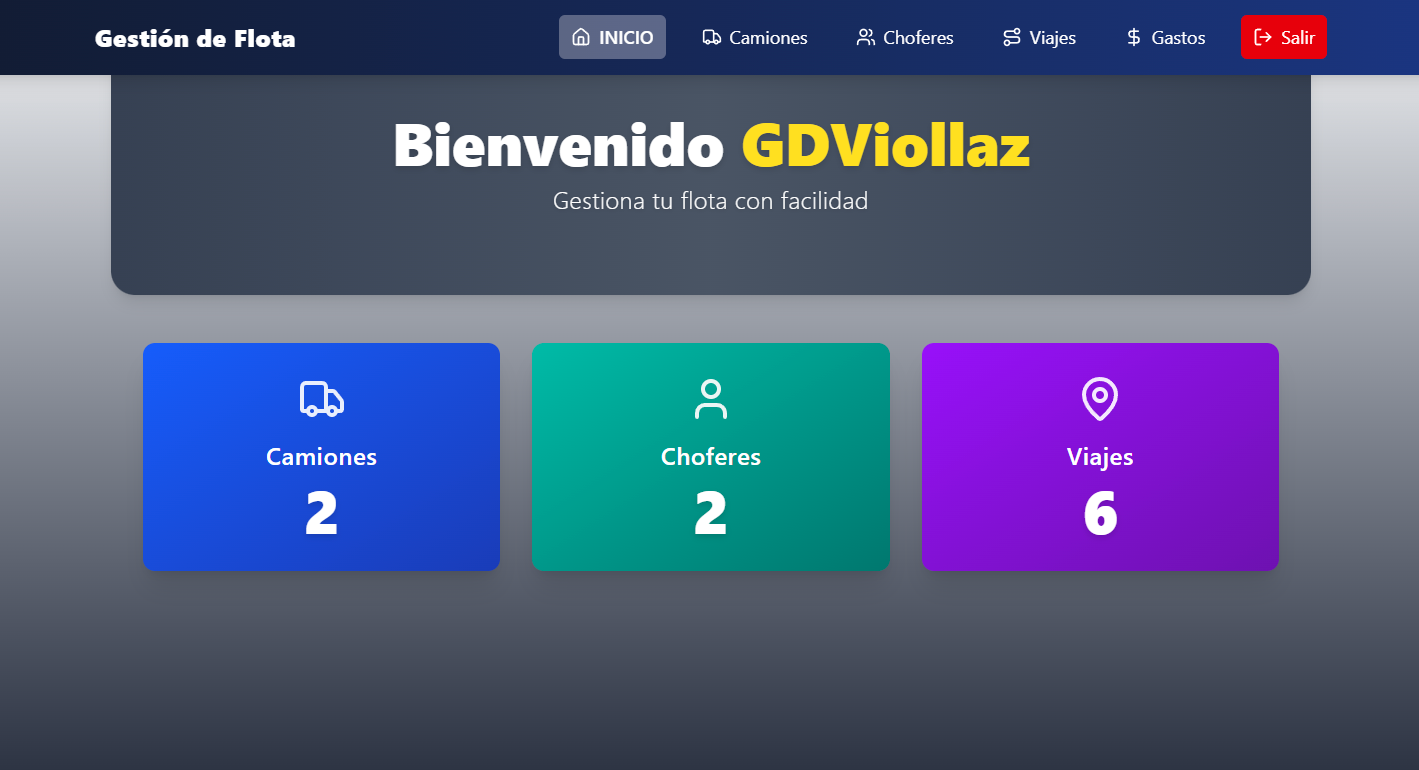 Gestión de Flota
INICIO
Camiones
Choferes
Viajes
Gastos
Salir
Bienvenido GDViollaz
Gestiona tu flota con facilidad
Camiones
2
Choferes
2
Viajes
6